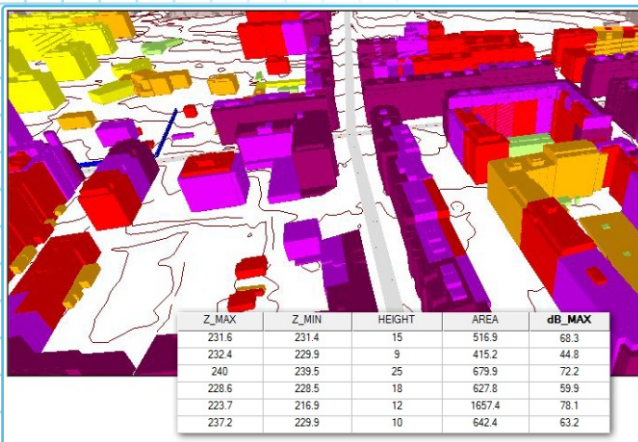 Z_MAX Z_MIN HEIGHT AREA dB_MAX
231.6 231.4 15 516.9 68.3
232.4 229.9 9 415.2 44.8
240 239.5 25 679.9 72.2
228.6 228.5 18 627.8 59.9
223.7 216.9 12 1657.4 78.1
237.2 229.9 10 642.4 63.2